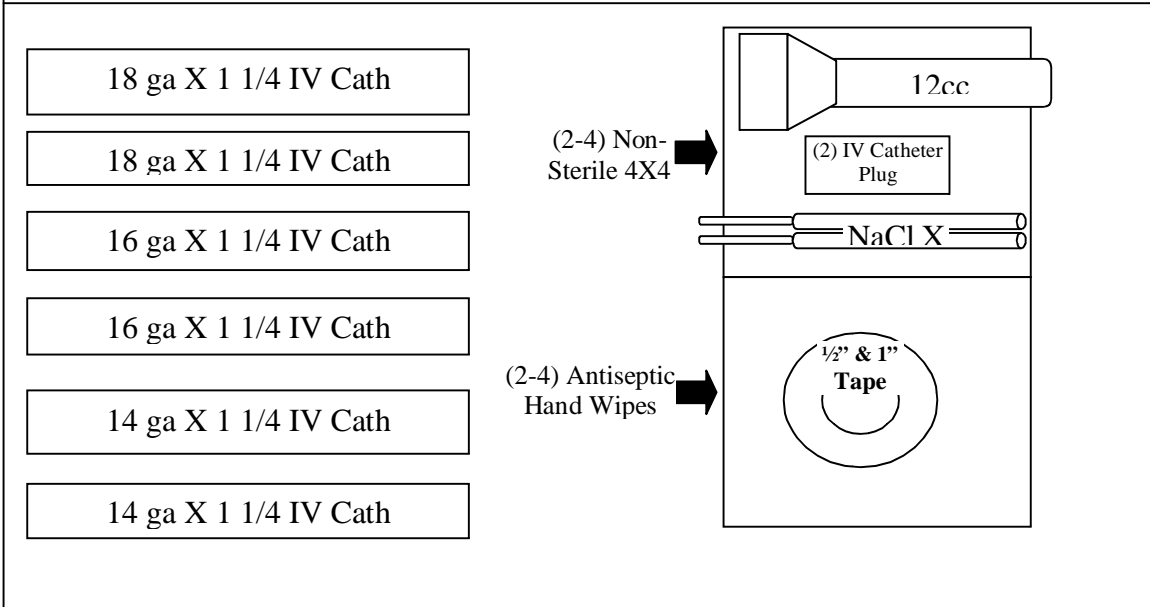 18 ga X 1 1/4 IV Cath
18 ga X 1 1/4 IV Cath
16 ga X 1 1/4 IV Cath
16 ga X 1 1/4 IV Cath
14 ga X 1 1/4 IV Cath
14 ga X 1 1/4 IV Cath
(2-4) Non-
Sterile 4X4
(2-4) Antiseptic
Hand Wipes
12cc
(2) IV Catheter
Plug
NaCl X
½” & 1”
Tape